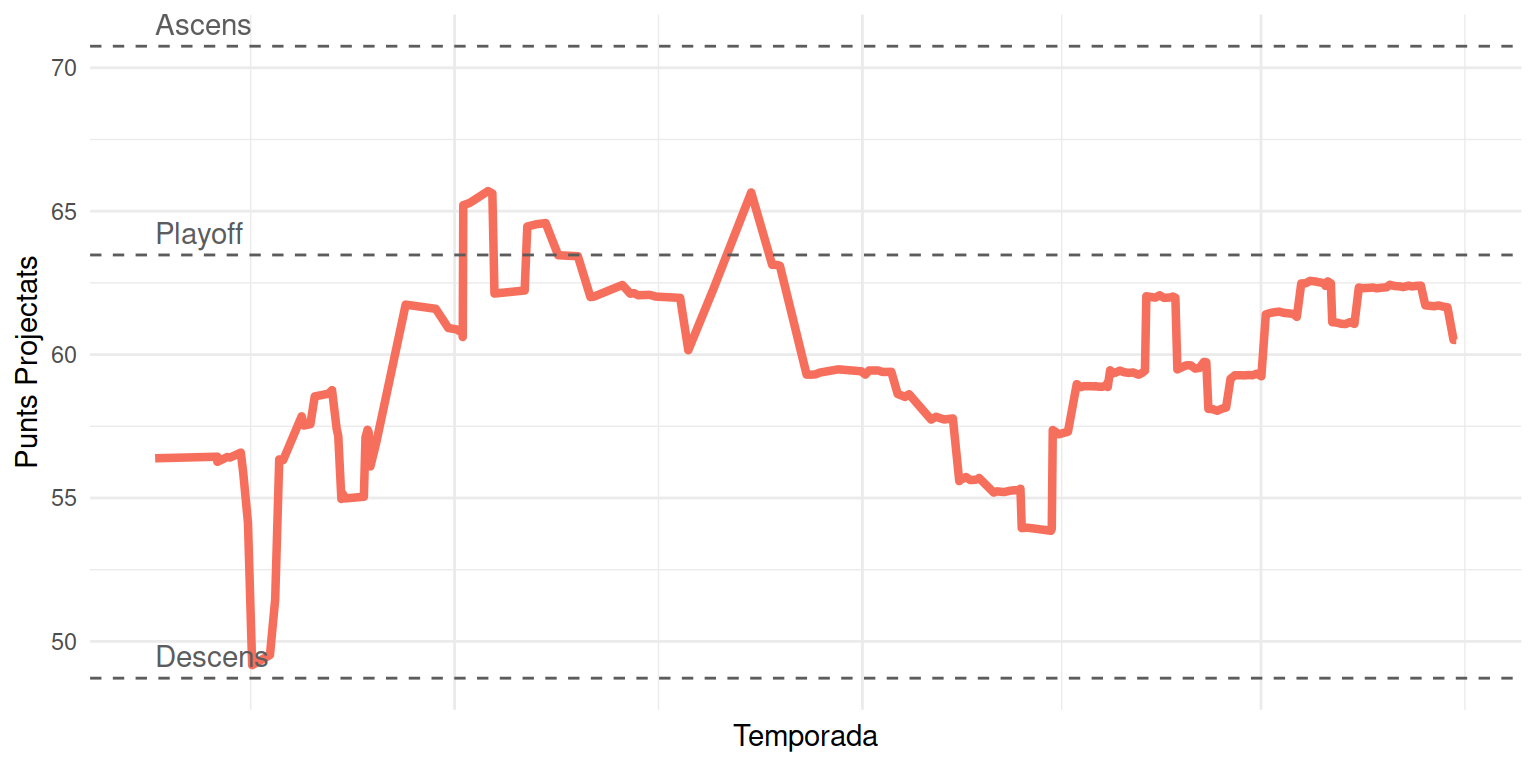 Ascens
70
65
Playoff
60
55
50
Descens
Punts Projectats
Temporada